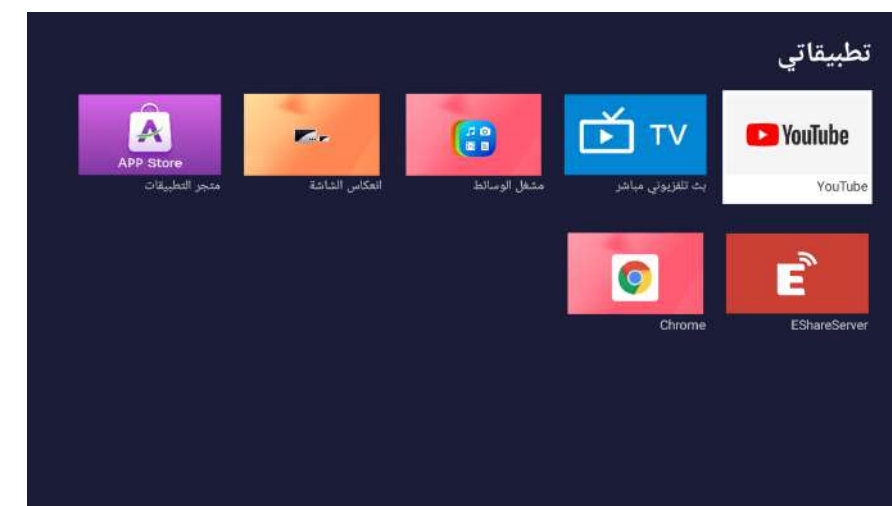 تطبيقاتي
YouTube
YouTube
TV
بث تلفزيوني مباشر
مشغل الوسائط
انعكاس الشاشة
APP Store
متجر التطبيقات
E
EShareServer
Chrome